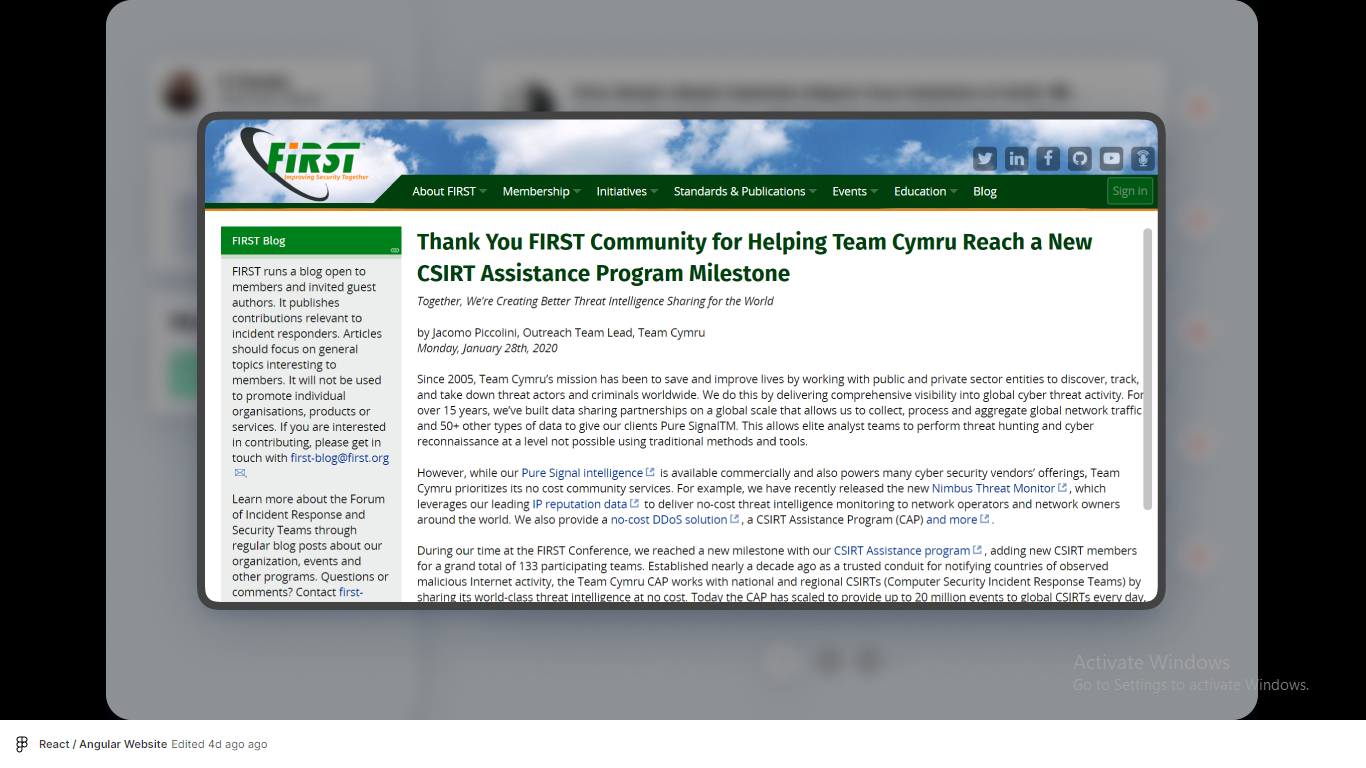 FiRST
Improving Security Together
About FIRST Membership Initiatives Standards & Publications Events Education Blog Sign in
FIRST Blog
FIRST runs a blog open to
members and invited guest
authors. It publishes
contributions relevant to
incident responders. Articles
should focus on general
topics interesting to
members. It will not be used
to promote individual
organisations, products or
services. If you are interested
in contributing, please get in
touch with first-blog@first.org
.
Learn more about the Forum
of Incident Response and
Security Teams through
regular blog posts about our
organization, events and
other programs. Questions or
comments? Contact first-
Thank You FIRST Community for Helping Team Cymru Reach a New
CSIRT Assistance Program Milestone
Together, We're Creating Better Threat Intelligence Sharing for the World
by Jacomo Piccolini, Outreach Team Lead, Team Cymru
Monday, January 28th, 2020
Since 2005, Team Cymru's mission has been to save and improve lives by working with public and private sector entities to discover, track,
and take down threat actors and criminals worldwide. We do this by delivering comprehensive visibility into global cyber threat activity. For
over 15 years, we've built data sharing partnerships on a global scale that allows us to collect, process and aggregate global network traffic
and 50+ other types of data to give our clients Pure SignalTM. This allows elite analyst teams to perform threat hunting and cyber
reconnaissance at a level not possible using traditional methods and tools.
However, while our Pure Signal intelligence is available commercially and also powers many cyber security vendors' offerings, Team
Cymru prioritizes its no cost community services. For example, we have recently released the new Nimbus Threat Monitor , which
leverages our leading IP reputation data to deliver no-cost threat intelligence monitoring to network operators and network owners
around the world. We also provide a no-cost DDoS solution , a CSIRT Assistance Program (CAP) and more .
During our time at the FIRST Conference, we reached a new milestone with our CSIRT Assistance program , adding new CSIRT members
for a grand total of 133 participating teams. Established nearly a decade ago as a trusted conduit for notifying countries of observed
malicious Internet activity, the Team Cymru CAP works with national and regional CSIRTs (Computer Security Incident Response Teams) by
sharing its world-class threat intelligence at no cost. Today the CAP has scaled to provide up to 20 million events to global CSIRTs every day,
Activate Windows
Go to Settings to activate Windows.
React / Angular Website Edited 4d ago ago